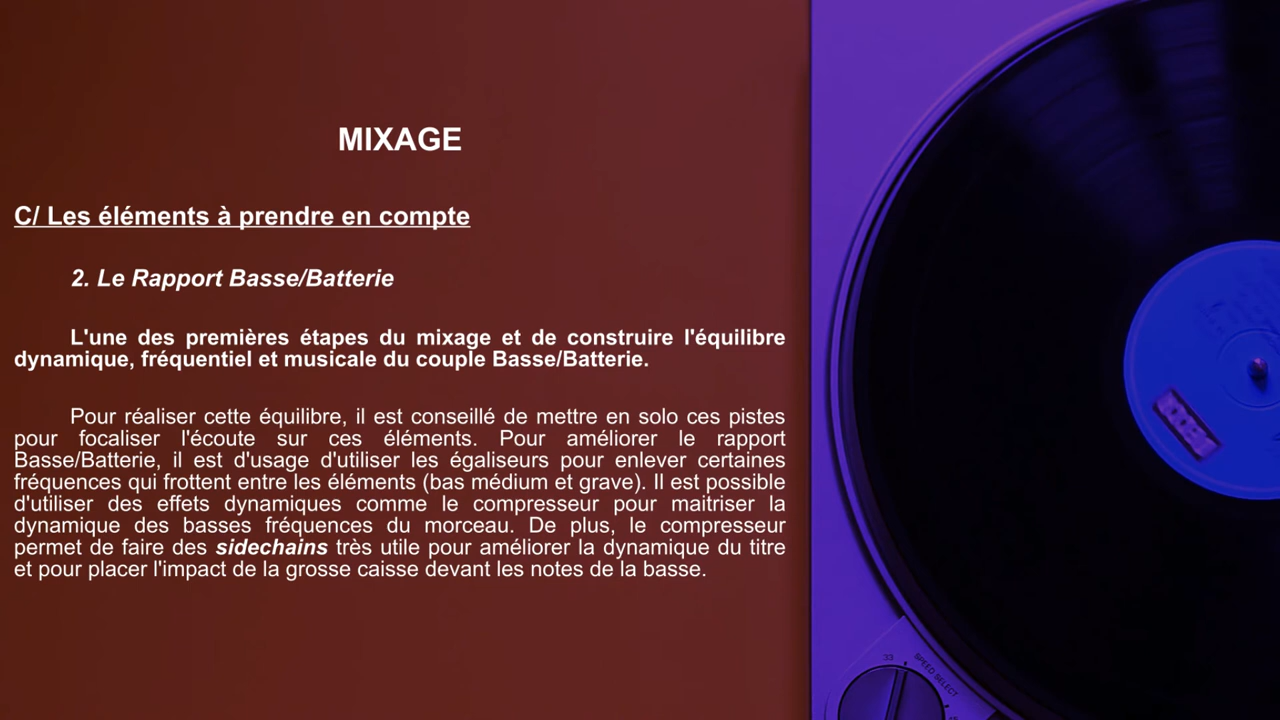 MIXAGE
C/ Les éléments à prendre en compte
2. Le Rapport Basse/Batterie
L'une des premières étapes du mixage et de construire l'équilibre
dynamique, fréquentiel et musicale du couple Basse/Batterie.
Pour réaliser cette équilibre, il est conseillé de mettre en solo ces pistes
pour focaliser l'écoute sur ces éléments. Pour améliorer le rapport
Basse/Batterie, il est d'usage d'utiliser les égaliseurs pour enlever certaines
fréquences qui frottent entre les éléments (bas médium et grave). Il est possible
d'utiliser des effets dynamiques comme le compresseur pour maitriser la
dynamique des basses fréquences du morceau. De plus, le compresseur
permet de faire des sidechains très utile pour améliorer la dynamique du titre
et pour placer l'impact de la grosse caisse devant les notes de la basse.
33
SPEED SELECT